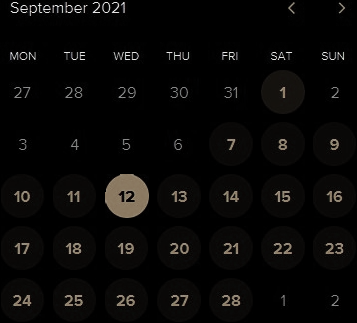 September 2021
MON TUE WED THU FRI SAT SUN
27 28 29 30 31 1 2
3 4 5 6 7 8 9
10 11 12 13 14 15 16
17 18 19 20 21 22 23
24 25 26 27 28 1 2